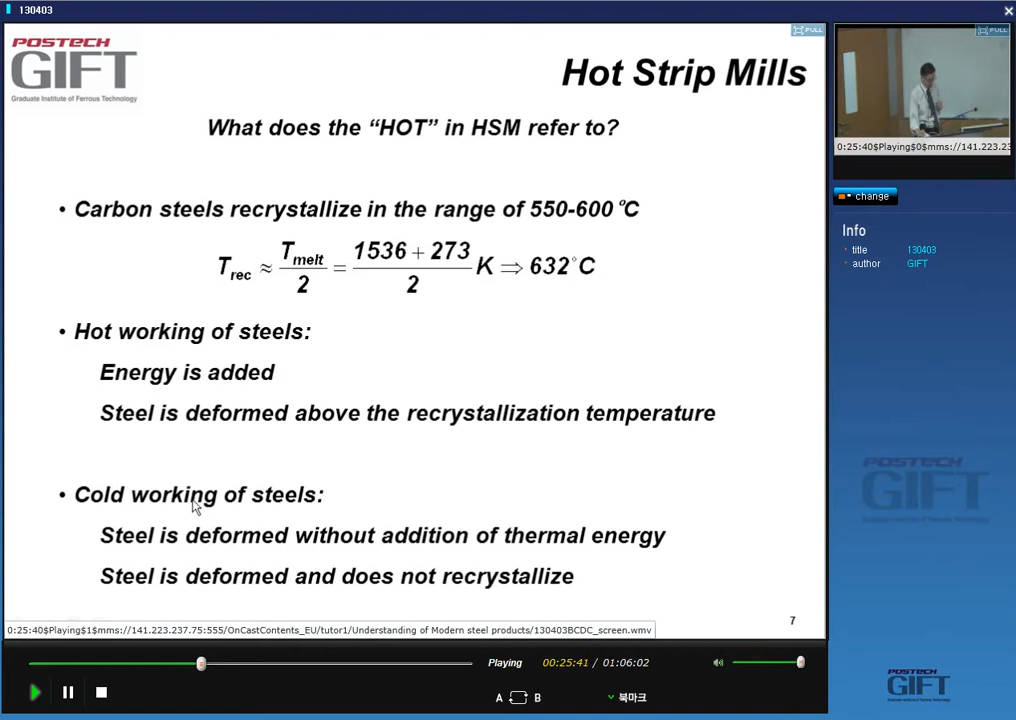 130403
POSTECH
GIFT
Graduate Institute of Ferrous Technology
FULL
Hot Strip Mills
What does the “HOT” in HSM refer to?
• Carbon steels recrystallize in the range of 550-600 °C
T_rec ≈ T_melt / 2 = (1536 + 273) / 2 K ⇒ 632°C
• Hot working of steels:
Energy is added
Steel is deformed above the recrystallization temperature
• Cold working of steels:
Steel is deformed without addition of thermal energy
Steel is deformed and does not recrystallize
7
0:25:40$Playing$1$mms://141.223.237.75:555/OnCastContents_EU/tutor1/Understanding of Modern steel products/130403BCDC_screen.wmv
FULL
0:25:40$Playing$0$mms://141.223.23
change
Info
title 130403
author GIFT
POSTECH
GIFT
Playing 00:25:41 / 01:06:02
A B 북마크
POSTECH
GIFT